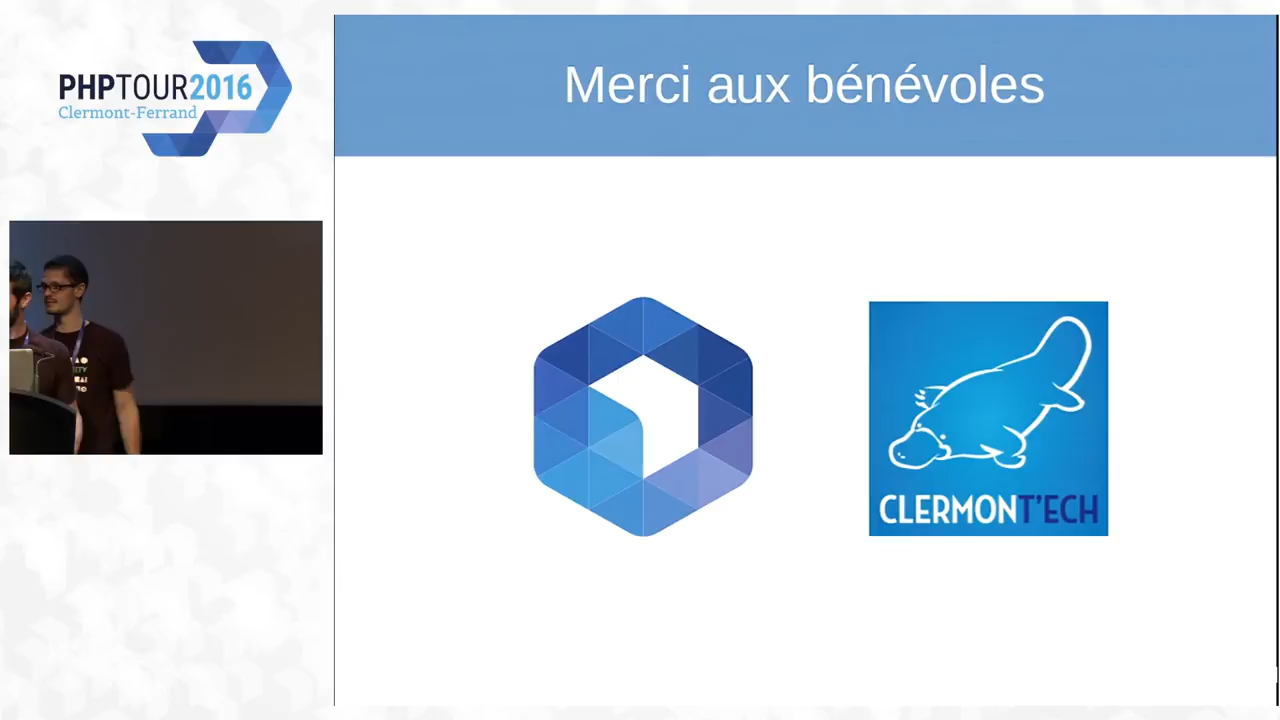 PHPTOUR2016
Clermont-Ferrand
Merci aux bénévoles
CLERMONT'ECH